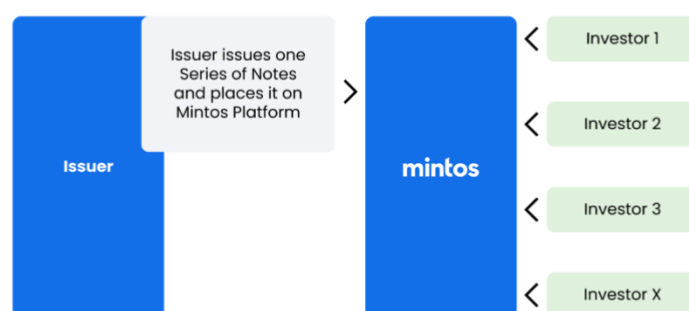 Issuer
Issuer issues one
Series of Notes
and places it on
Mintos Platform
mintos
Investor 1
Investor 2
Investor 3
Investor X